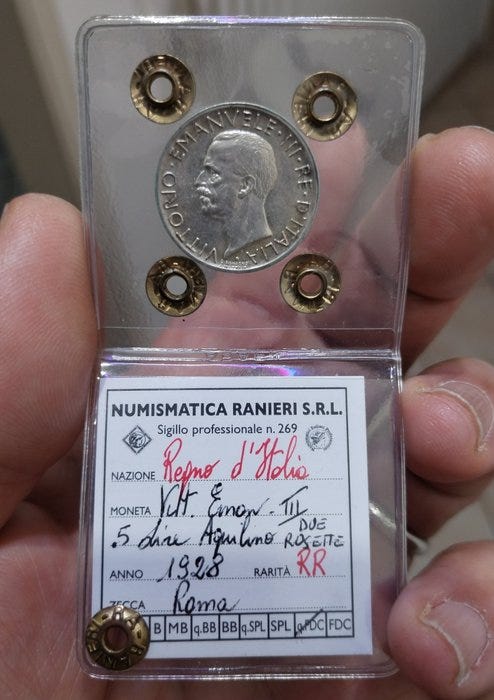 VITTORIO · EMANVELE · III · RE · D'ITALIA
NUMISMATICA RANIERI S.R.L.
Sigillo professionale n. 269
NAZIONE Regno d'Italia
MONETA Vitt. Eman. III
5 lire Aquilino DUE ROSETTE
ANNO 1928 RARITÀ RR
ZECCA Roma
B MB q.BB BB q.SPL SPL q.FDC FDC